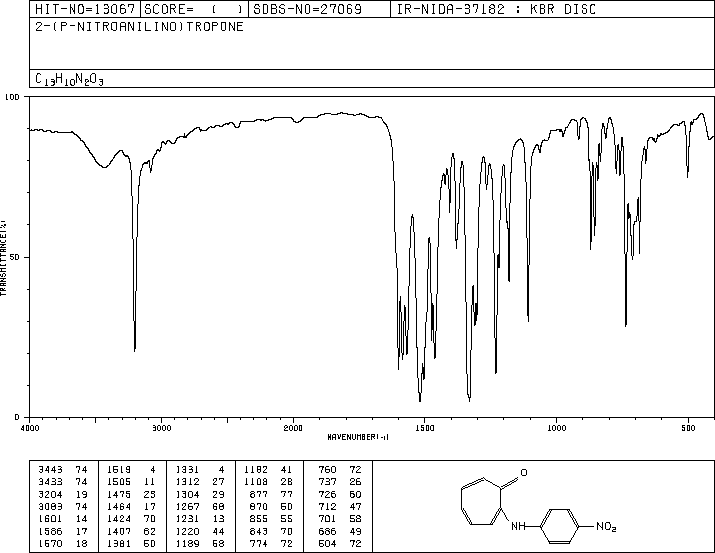 HIT-NO=13067 SCORE= ( ) SDBS-NO=27069 IR-NIDA-37182 : KBR DISC
2-(P-NITROANILINO)TROPONE
C13H10N2O3
100
TRANSMITTANCE(%)
50
0
4000 3000 2000 1500 1000 500
WAVENUMBER(-1)
3443 74 1519 4 1331 4 1182 41 760 72
3433 74 1505 11 1312 27 1108 28 737 26
3204 19 1475 23 1304 29 877 77 726 60
3083 74 1464 17 1267 68 870 50 712 47
1601 14 1424 70 1231 13 855 55 701 58
1586 17 1407 62 1220 44 843 70 686 49
1570 18 1381 50 1189 58 774 72 504 72
O
NH
NO2